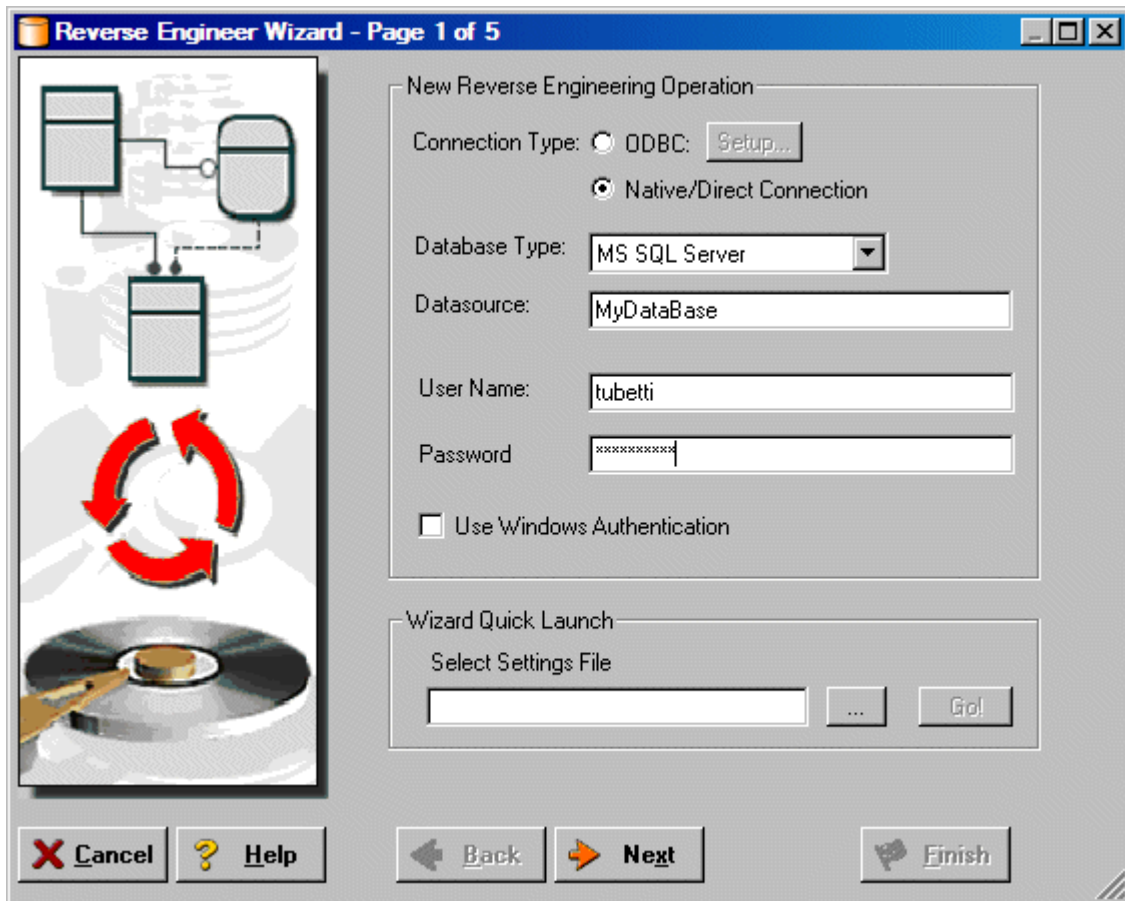 Reverse Engineer Wizard - Page 1 of 5
New Reverse Engineering Operation
Connection Type: ODBC: Setup...
Native/Direct Connection
Database Type: MS SQL Server
Datasource: MyDataBase
User Name: tubetti
Password **********
Use Windows Authentication
Wizard Quick Launch
Select Settings File
... Go!
Cancel ? Help Back Next Finish